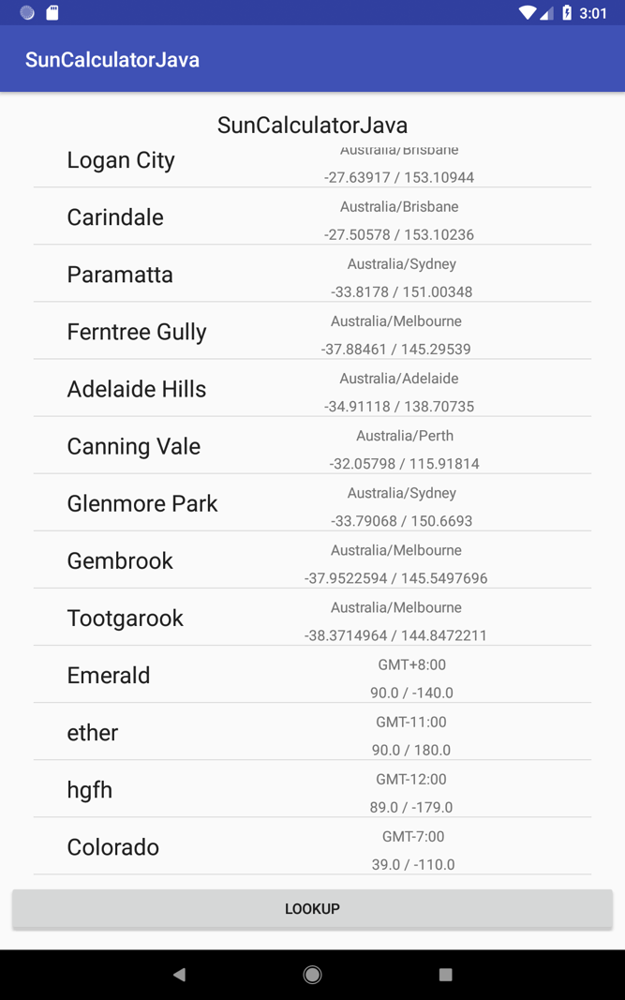 3:01
SunCalculatorJava
SunCalculatorJava
Logan City
Australia/Brisbane
-27.63917 / 153.10944
Carindale
Australia/Brisbane
-27.50578 / 153.10236
Paramatta
Australia/Sydney
-33.8178 / 151.00348
Ferntree Gully
Australia/Melbourne
-37.88461 / 145.29539
Adelaide Hills
Australia/Adelaide
-34.91118 / 138.70735
Canning Vale
Australia/Perth
-32.05798 / 115.91814
Glenmore Park
Australia/Sydney
-33.79068 / 150.6693
Gembrook
Australia/Melbourne
-37.9522594 / 145.5497696
Tootgarook
Australia/Melbourne
-38.3714964 / 144.8472211
Emerald
GMT+8:00
90.0 / -140.0
ether
GMT-11:00
90.0 / 180.0
hgfh
GMT-12:00
89.0 / -179.0
Colorado
GMT-7:00
39.0 / -110.0
LOOKUP